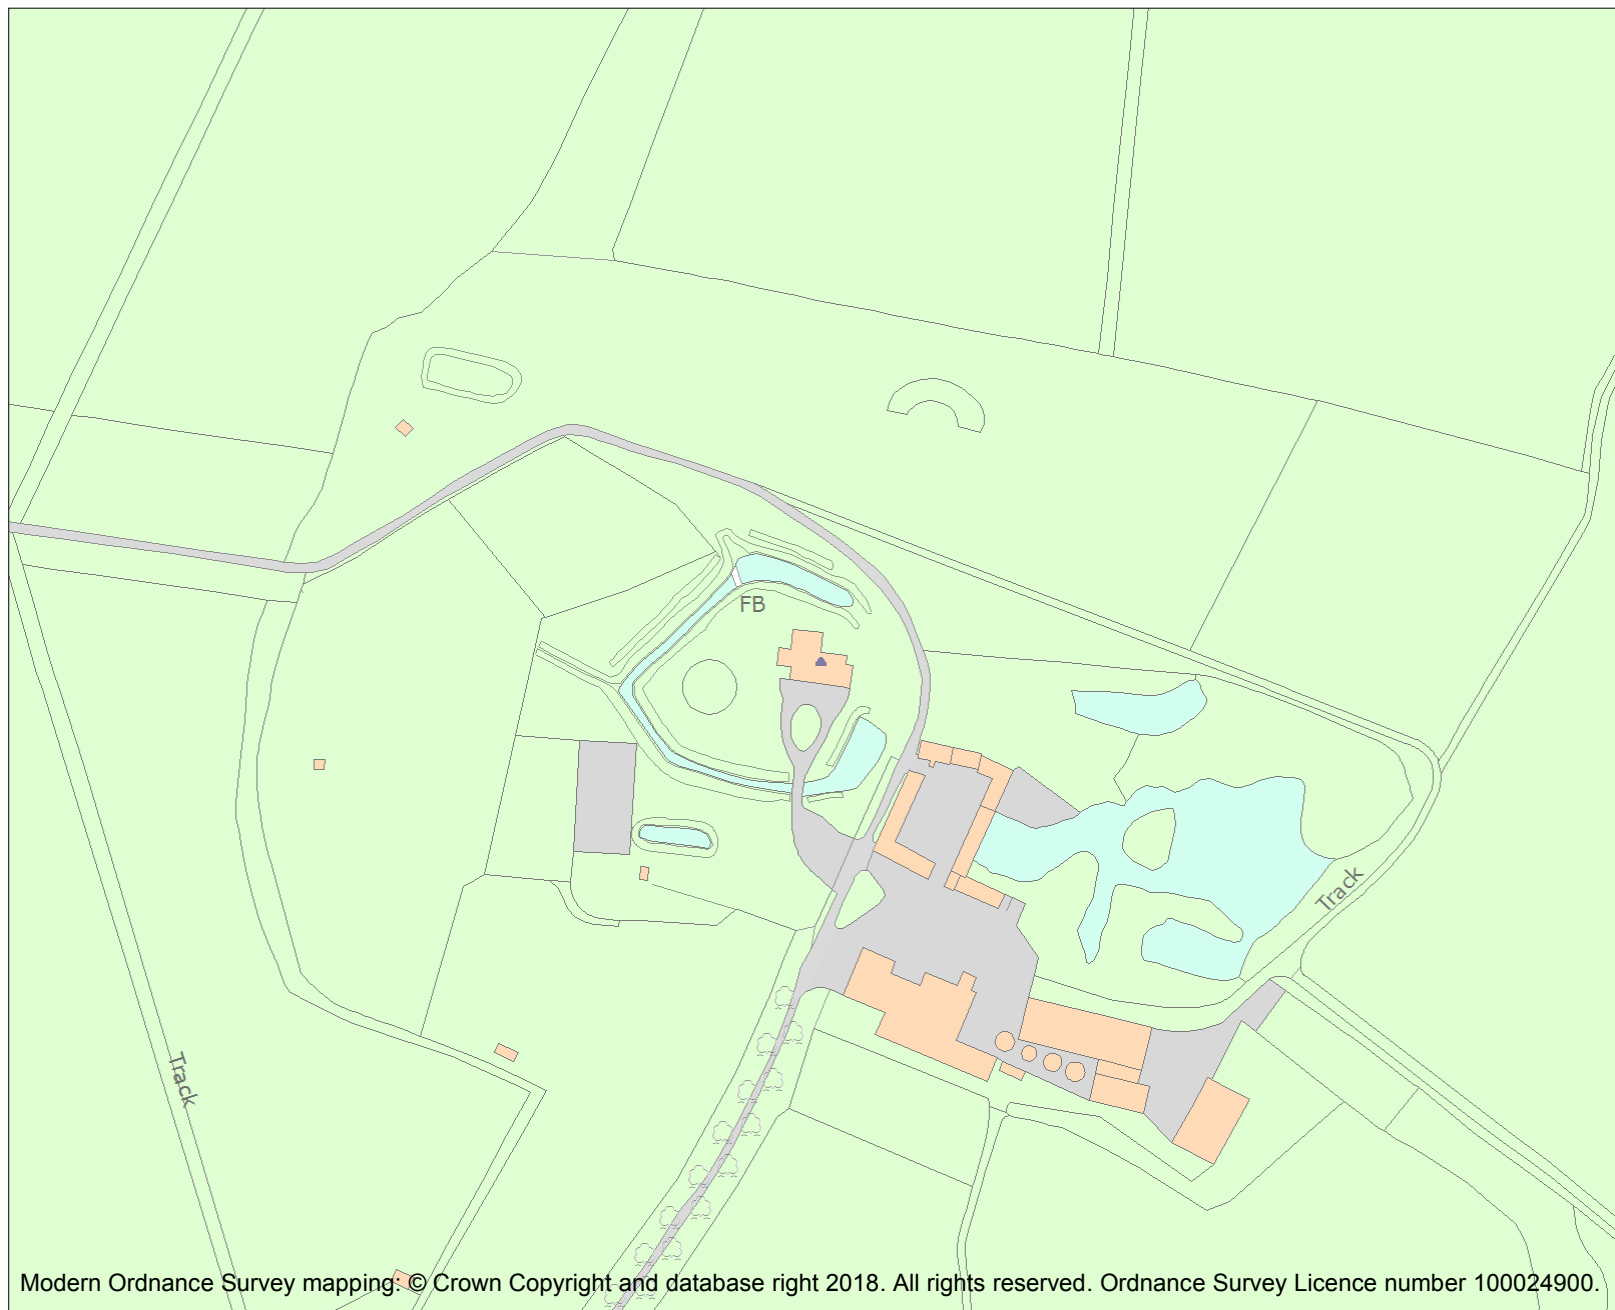 FB
Track
Track
Modern Ordnance Survey mapping: © Crown Copyright and database right 2018. All rights reserved. Ordnance Survey Licence number 100024900.